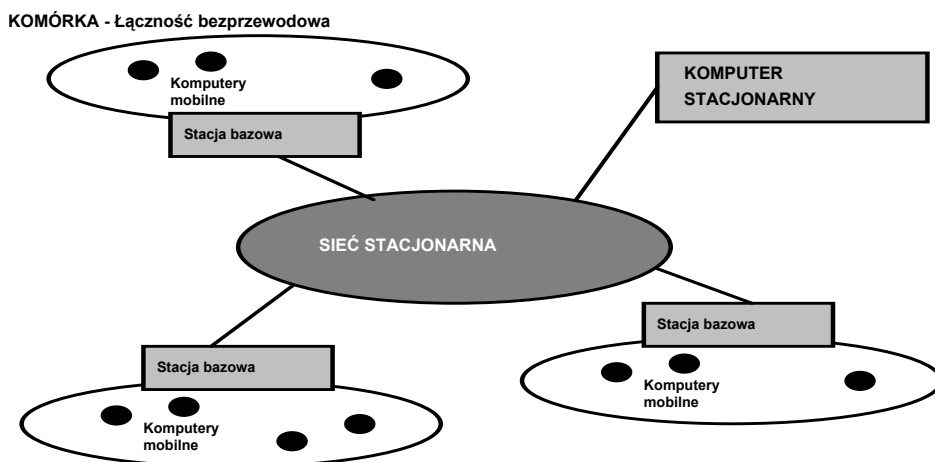 KOMÓRKA - Łączność bezprzewodowa
Komputery
mobilne
Stacja bazowa
KOMPUTER
STACJONARNY
SIEĆ STACJONARNA
Stacja bazowa
Komputery
mobilne
Stacja bazowa
Komputery
mobilne